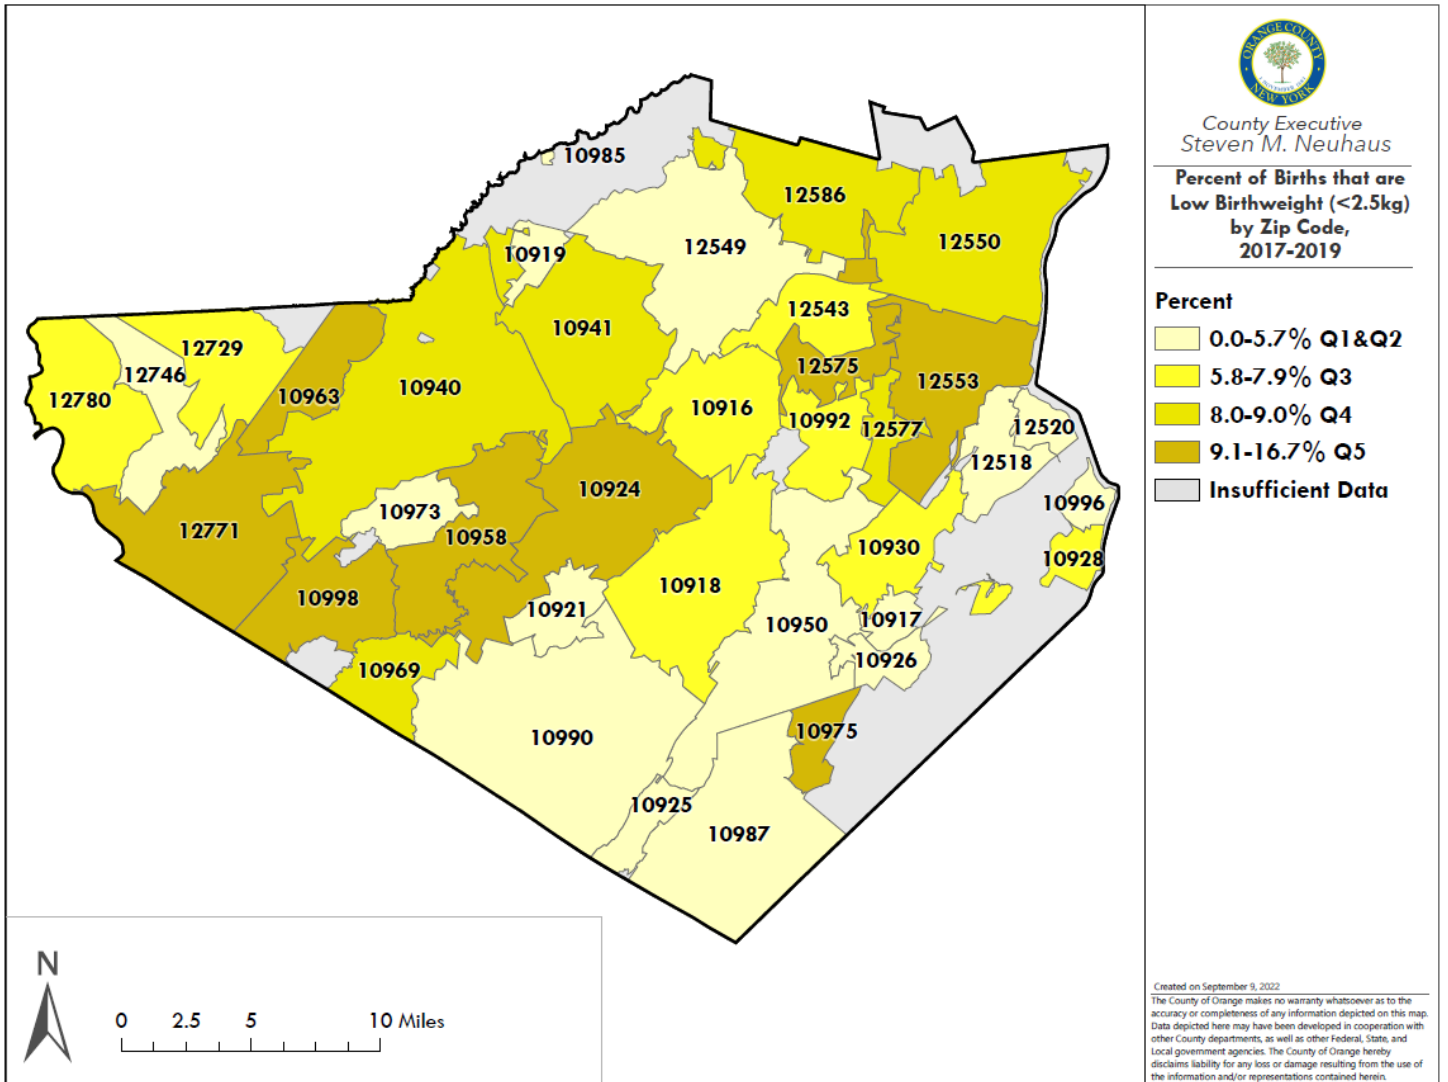 ORANGE COUNTY
NEW YORK
County Executive
Steven M. Neuhaus
Percent of Births that are
Low Birthweight (<2.5kg)
by Zip Code,
2017-2019
Percent
0.0-5.7% Q1&Q2
5.8-7.9% Q3
8.0-9.0% Q4
9.1-16.7% Q5
Insufficient Data
10985
12586
12550
12549
10919
12543
10941
12729
12746
12575
12553
10963
10940
12780
10916
10992
12577
12520
12518
10924
10996
10973
12771
10958
10930
10928
10918
10998
10921
10950
10917
10926
10969
10975
10990
10925
10987
N
0 2.5 5 10 Miles
Created on September 9, 2022
The County of Orange makes no warranty whatsoever as to the
accuracy or completeness of any information depicted on this map.
Data depicted here may have been developed in cooperation with
other County departments, as well as other Federal, State, and
Local government agencies. The County of Orange hereby
disclaims liability for any loss or damage resulting from the use of
the information and/or representations contained herein.